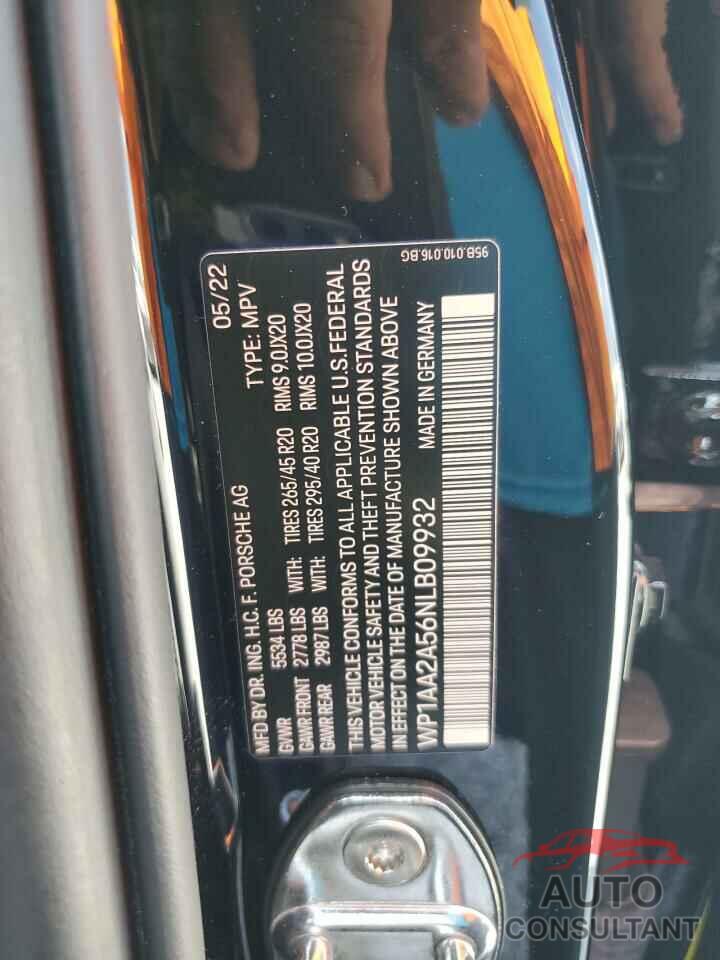 MFD BY DR. ING. H.C. F. PORSCHE AG 05/22
GVWR 5534 LBS TYPE: MPV
GAWR FRONT 2778 LBS WITH: TIRES 265/45 R20 RIMS 9.0JX20
GAWR REAR 2987 LBS WITH: TIRES 295/40 R20 RIMS 10.0JX20
THIS VEHICLE CONFORMS TO ALL APPLICABLE U.S.FEDERAL
MOTOR VEHICLE SAFETY AND THEFT PREVENTION STANDARDS
IN EFFECT ON THE DATE OF MANUFACTURE SHOWN ABOVE
WP1AA2A56NLB09932 MADE IN GERMANY
95B.010.016.BG
AUTO
CONSULTANT